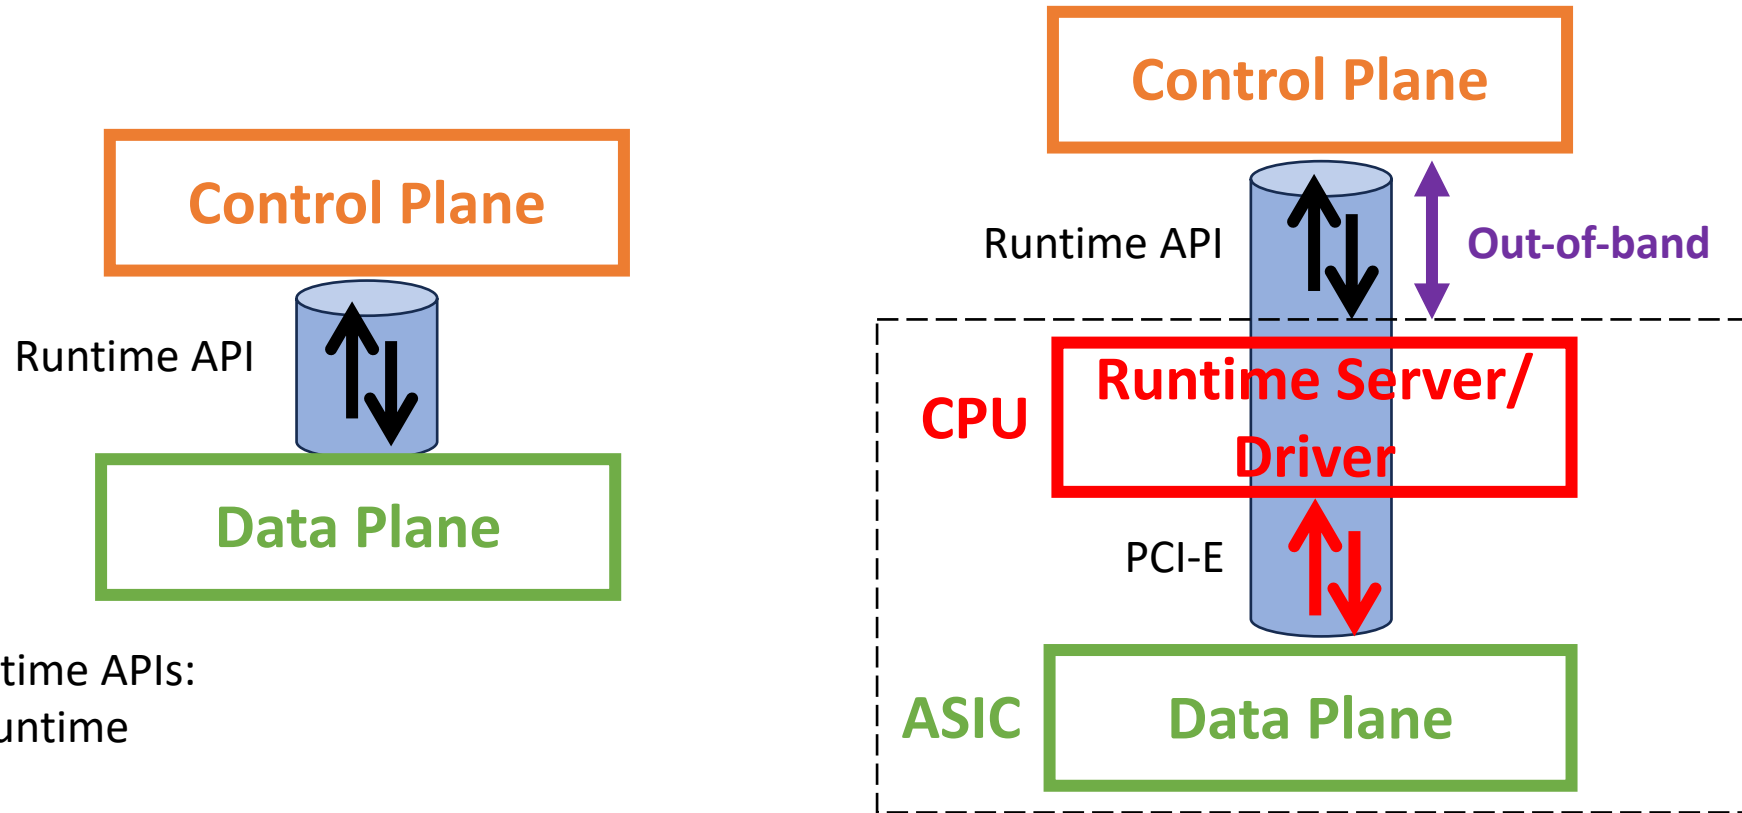 Control Plane
Runtime API
Data Plane
time APIs:
untime
Control Plane
Runtime API
Out-of-band
CPU
Runtime Server/
Driver
PCI-E
ASIC
Data Plane